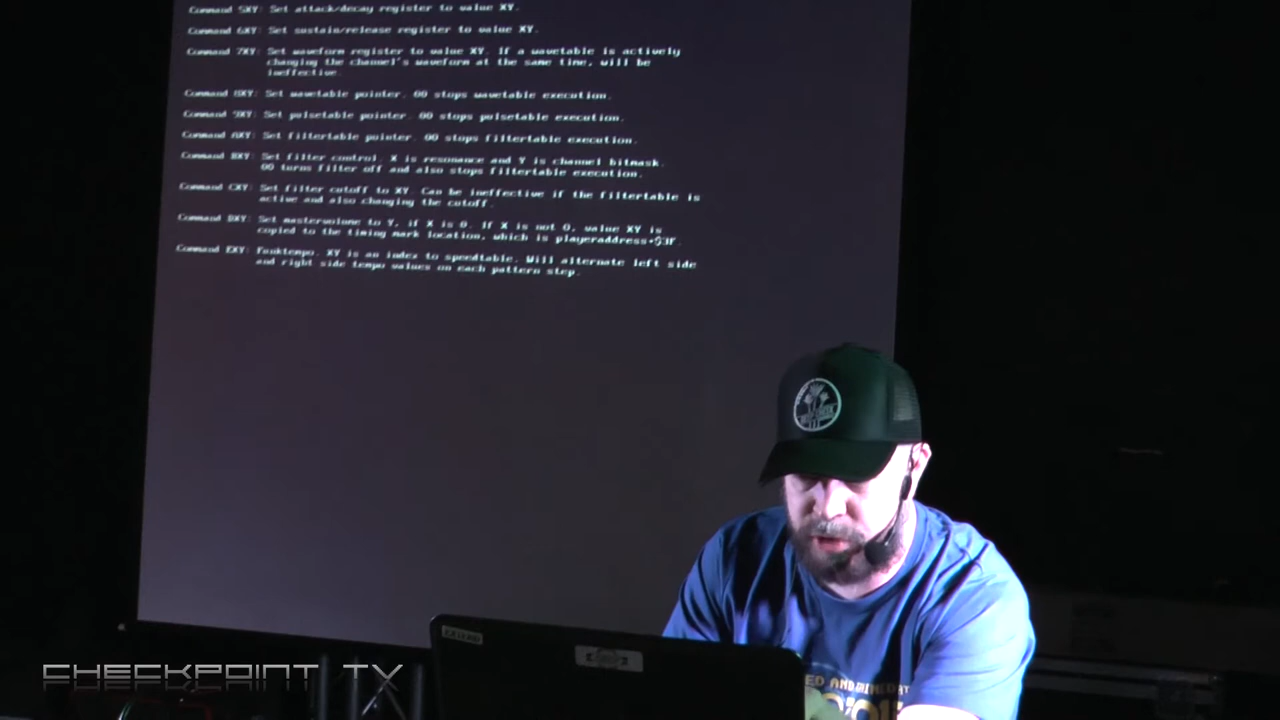 Command 5XY: Set attack/decay register to value XY.
Command 6XY: Set sustain/release register to value XY.
Command 7XY: Set waveform register to value XY. If a wavetable is actively
changing the channel's waveform at the same time, will be
ineffective.
Command 8XY: Set wavetable pointer. 00 stops wavetable execution.
Command 9XY: Set pulsetable pointer. 00 stops pulsetable execution.
Command AXY: Set filtertable pointer. 00 stops filtertable execution.
Command BXY: Set filter control. X is resonance and Y is channel bitmask.
00 turns filter off and also stops filtertable execution.
Command CXY: Set filter cutoff to XY. Can be ineffective if the filtertable is
active and also changing the cutoff.
Command DXY: Set mastervolume to Y, if X is 0. If X is not 0, value XY is
copied to the timing mark location, which is playeraddress+$3F.
Command EXY: Funktempo. XY is an index to speedtable. Will alternate left side
and right side tempo values on each pattern step.
CHECKPOINT TV